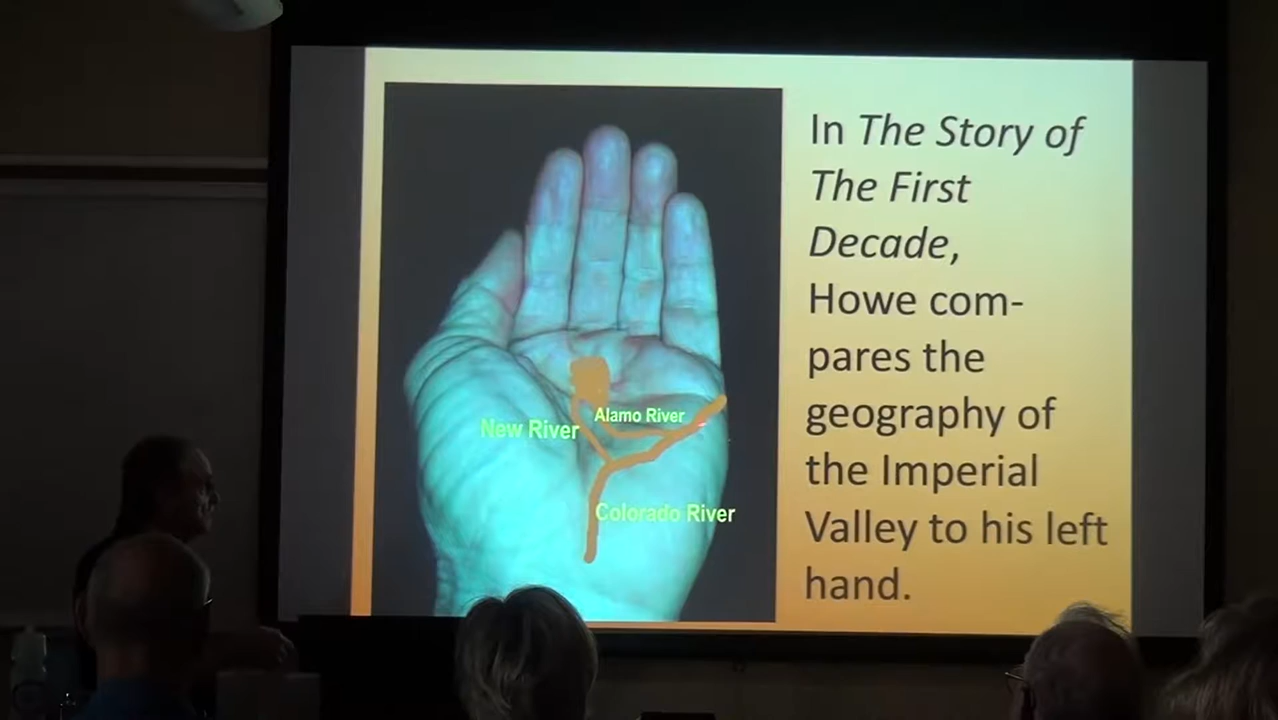 In The Story of
The First
Decade,
Howe com-
pares the
geography of
the Imperial
Valley to his left
hand.
Alamo River
New River
Colorado River